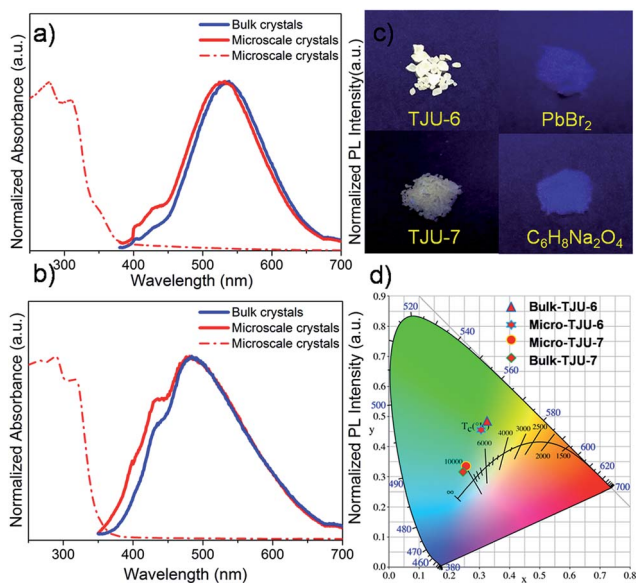 a)
Bulk crystals
Microscale crystals
Microscale crystals
Normalized Absorbance (a.u.)
Normalized PL Intensity(a.u.)
300 400 500 600 700
Wavelength (nm)
b)
Bulk crystals
Microscale crystals
Microscale crystals
Normalized Absorbance (a.u.)
Normalized PL Intensity (a.u.)
300 400 500 600 700
Wavelength/nm
c)
TJU-6
PbBr2
TJU-7
C6H8Na2O4
d)
Bulk-TJU-6
Micro-TJU-6
Micro-TJU-7
Bulk-TJU-7
0.9
0.8
0.7
0.6
0.5
y
0.4
0.3
0.2
0.1
0.0
0.0 0.1 0.2 0.3 0.4 0.5 0.6 0.7 0.8
x
520
540
560
500
580
600
620
700
490
480
470
460
380
10000
6000
4000
3000
2500
2000
1500
∞